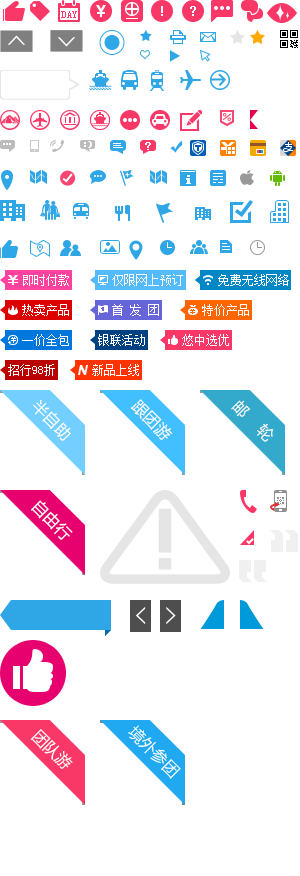 DAY
¥
!
?
?
?
%
i
支
¥ 即时付款
仅限网上预订
免费无线网络
热卖产品
首发团
特价产品
一价全包
银联活动
您中选优
招行98折
N 新品上线
半自助
跟团游
邮轮
自由行
!
团队游
境外参团